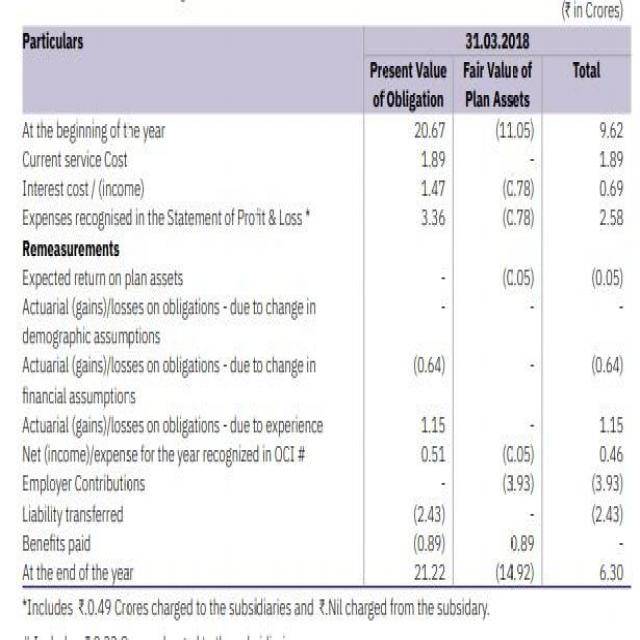 (₹ in Crores)
Particulars 31.03.2018
Present Value of Obligation Fair Value of Plan Assets Total
At the beginning of the year 20.67 (11.05) 9.62
Current service Cost 1.89 - 1.89
Interest cost / (income) 1.47 (0.78) 0.69
Expenses recognised in the Statement of Profit & Loss * 3.36 (0.78) 2.58
Remeasurements
Expected return on plan assets - (0.05) (0.05)
Actuarial (gains)/losses on obligations - due to change in - - -
demographic assumptions
Actuarial (gains)/losses on obligations - due to change in (0.64) - (0.64)
financial assumptions
Actuarial (gains)/losses on obligations - due to experience 1.15 - 1.15
Net (income)/expense for the year recognized in OCI # 0.51 (0.05) 0.46
Employer Contributions - (3.93) (3.93)
Liability transferred (2.43) - (2.43)
Benefits paid (0.89) 0.89 -
At the end of the year 21.22 (14.92) 6.30
*Includes ₹.0.49 Crores charged to the subsidiaries and ₹.Nil charged from the subsidary.